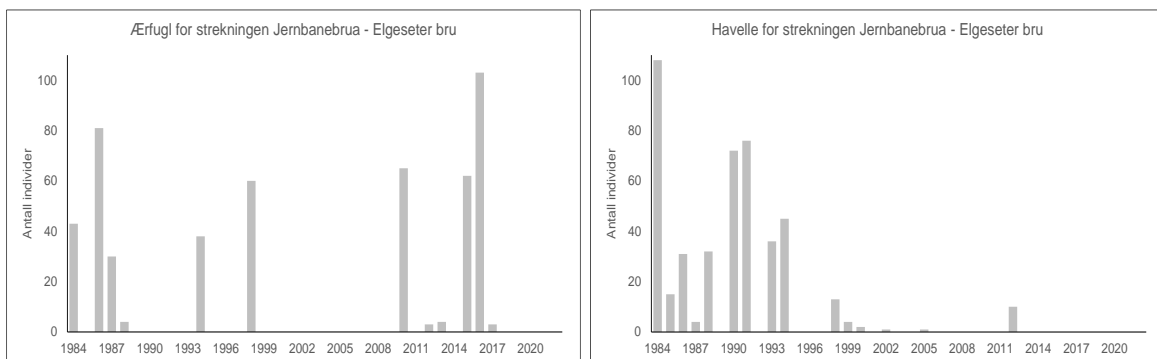 Ærfugl for strekningen Jernbanebrua - Elgeseter bru
Antall individer
100
80
60
40
20
0
1984 1987 1990 1993 1996 1999 2002 2005 2008 2011 2014 2017 2020
Havelle for strekningen Jernbanebrua - Elgeseter bru
Antall individer
100
80
60
40
20
0
1984 1987 1990 1993 1996 1999 2002 2005 2008 2011 2014 2017 2020